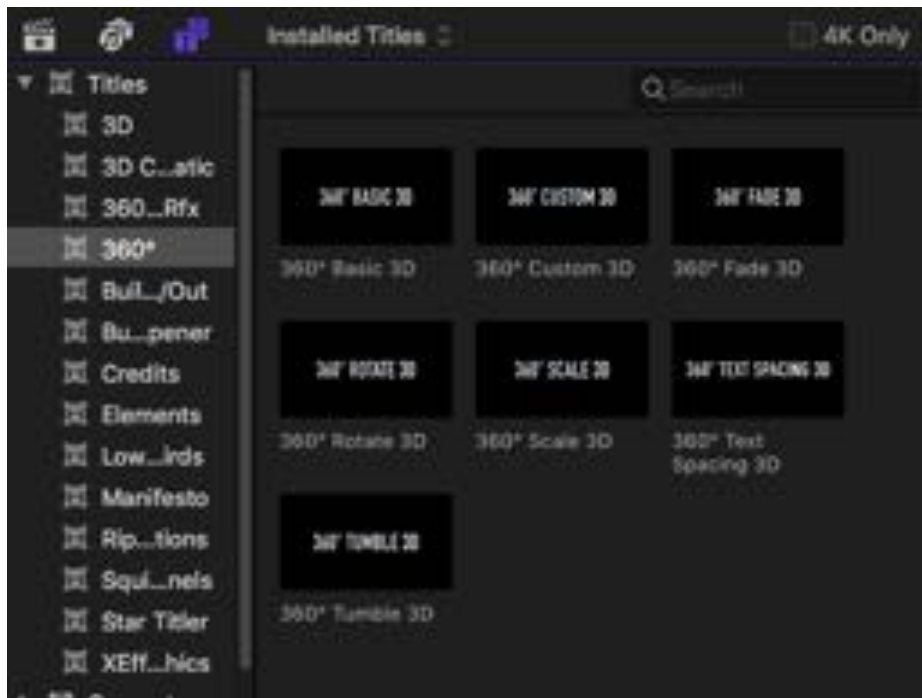 Installed Titles
4K Only
Titles
Search
3D
3D C...atic
360...Rfx
360°
Buil.../Out
Bu...pener
Credits
Elements
Low...irds
Manifesto
Rip...tions
Squi...nels
Star Titler
XEff...hics
360° BASIC 3D
360° CUSTOM 3D
360° FADE 3D
360° Basic 3D
360° Custom 3D
360° Fade 3D
360° ROTATE 3D
360° SCALE 3D
360° TEXT SPACING 3D
360° Rotate 3D
360° Scale 3D
360° Text
Spacing 3D
360° TUMBLE 3D
360° Tumble 3D